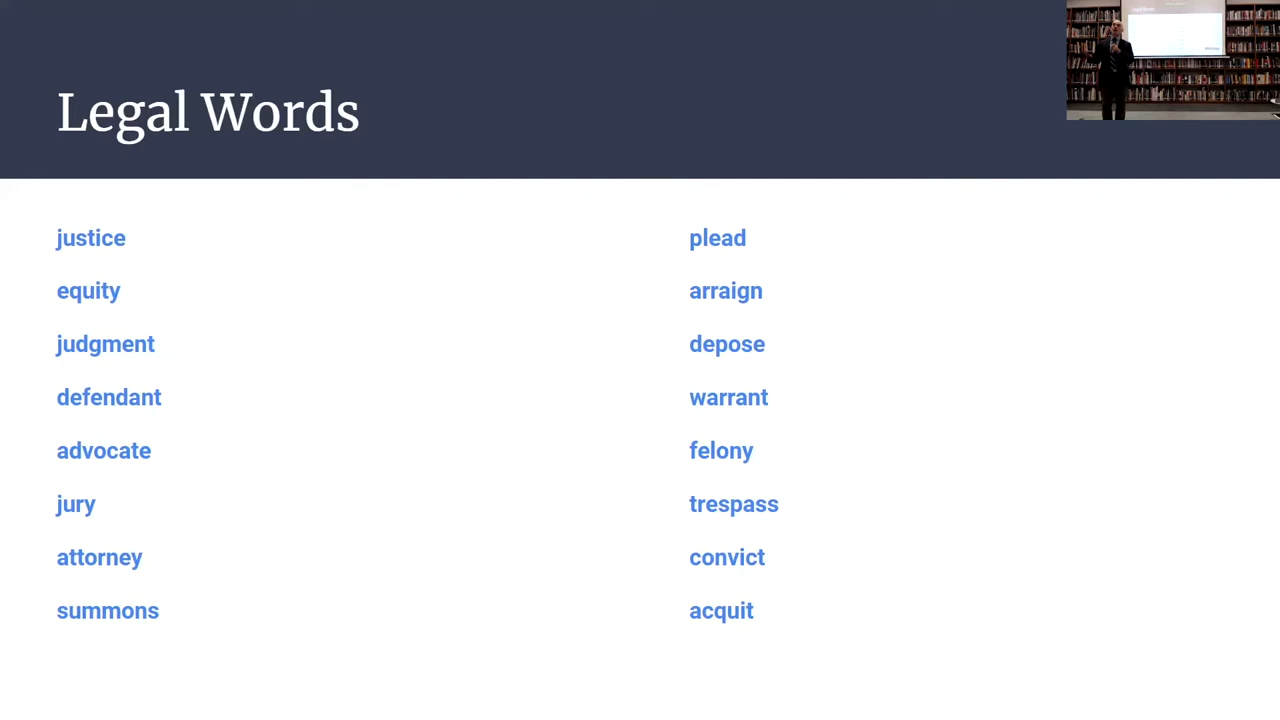 Legal Words
justice
equity
judgment
defendant
advocate
jury
attorney
summons
plead
arraign
depose
warrant
felony
trespass
convict
acquit